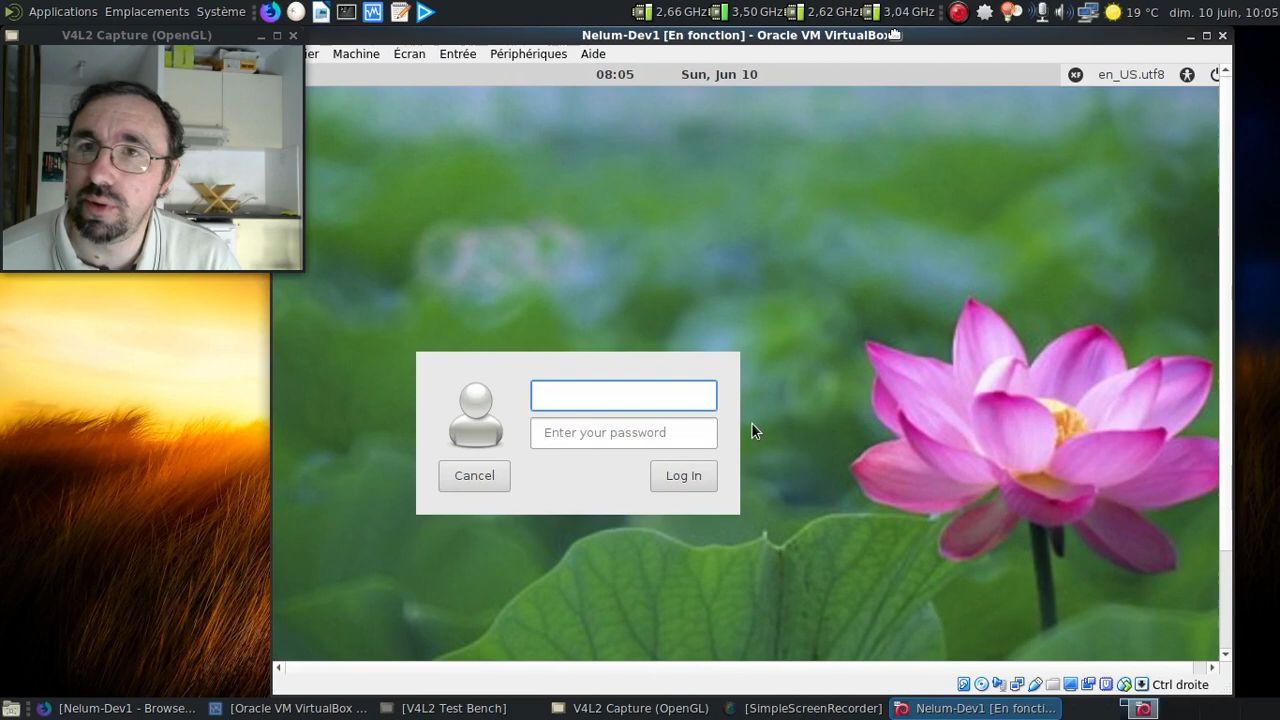 Applications Emplacements Système
2,66 GHz 3,50 GHz 2,62 GHz 3,04 GHz 19 °C dim. 10 juin, 10:05
V4L2 Capture (OpenGL)
Nelum-Dev1 [En fonction] - Oracle VM VirtualBo
ier Machine Écran Entrée Périphériques Aide
08:05 Sun, Jun 10 XF en_US.utf8
Enter your password
Cancel Log In
Ctrl droite
[Nelum-Dev1 - Browse... [Oracle VM VirtualBox ... [V4L2 Test Bench] V4L2 Capture (OpenGL) [SimpleScreenRecorder] Nelum-Dev1 [En foncti...